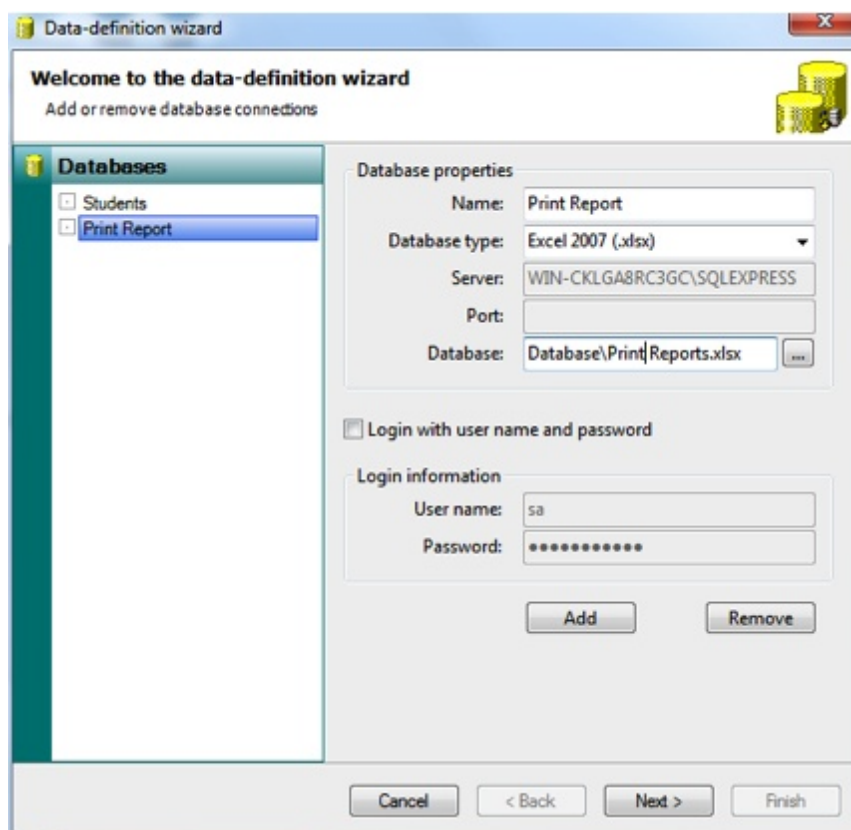 Data-definition wizard
Welcome to the data-definition wizard
Add or remove database connections
Databases
Students
Print Report
Database properties
Name: Print Report
Database type: Excel 2007 (.xlsx)
Server: WIN-CKLGA8RC3GC\SQLEXPRESS
Port:
Database: Database\Print Reports.xlsx ...
Login with user name and password
Login information
User name: sa
Password: ●●●●●●●●●●●
Add Remove
Cancel < Back Next > Finish